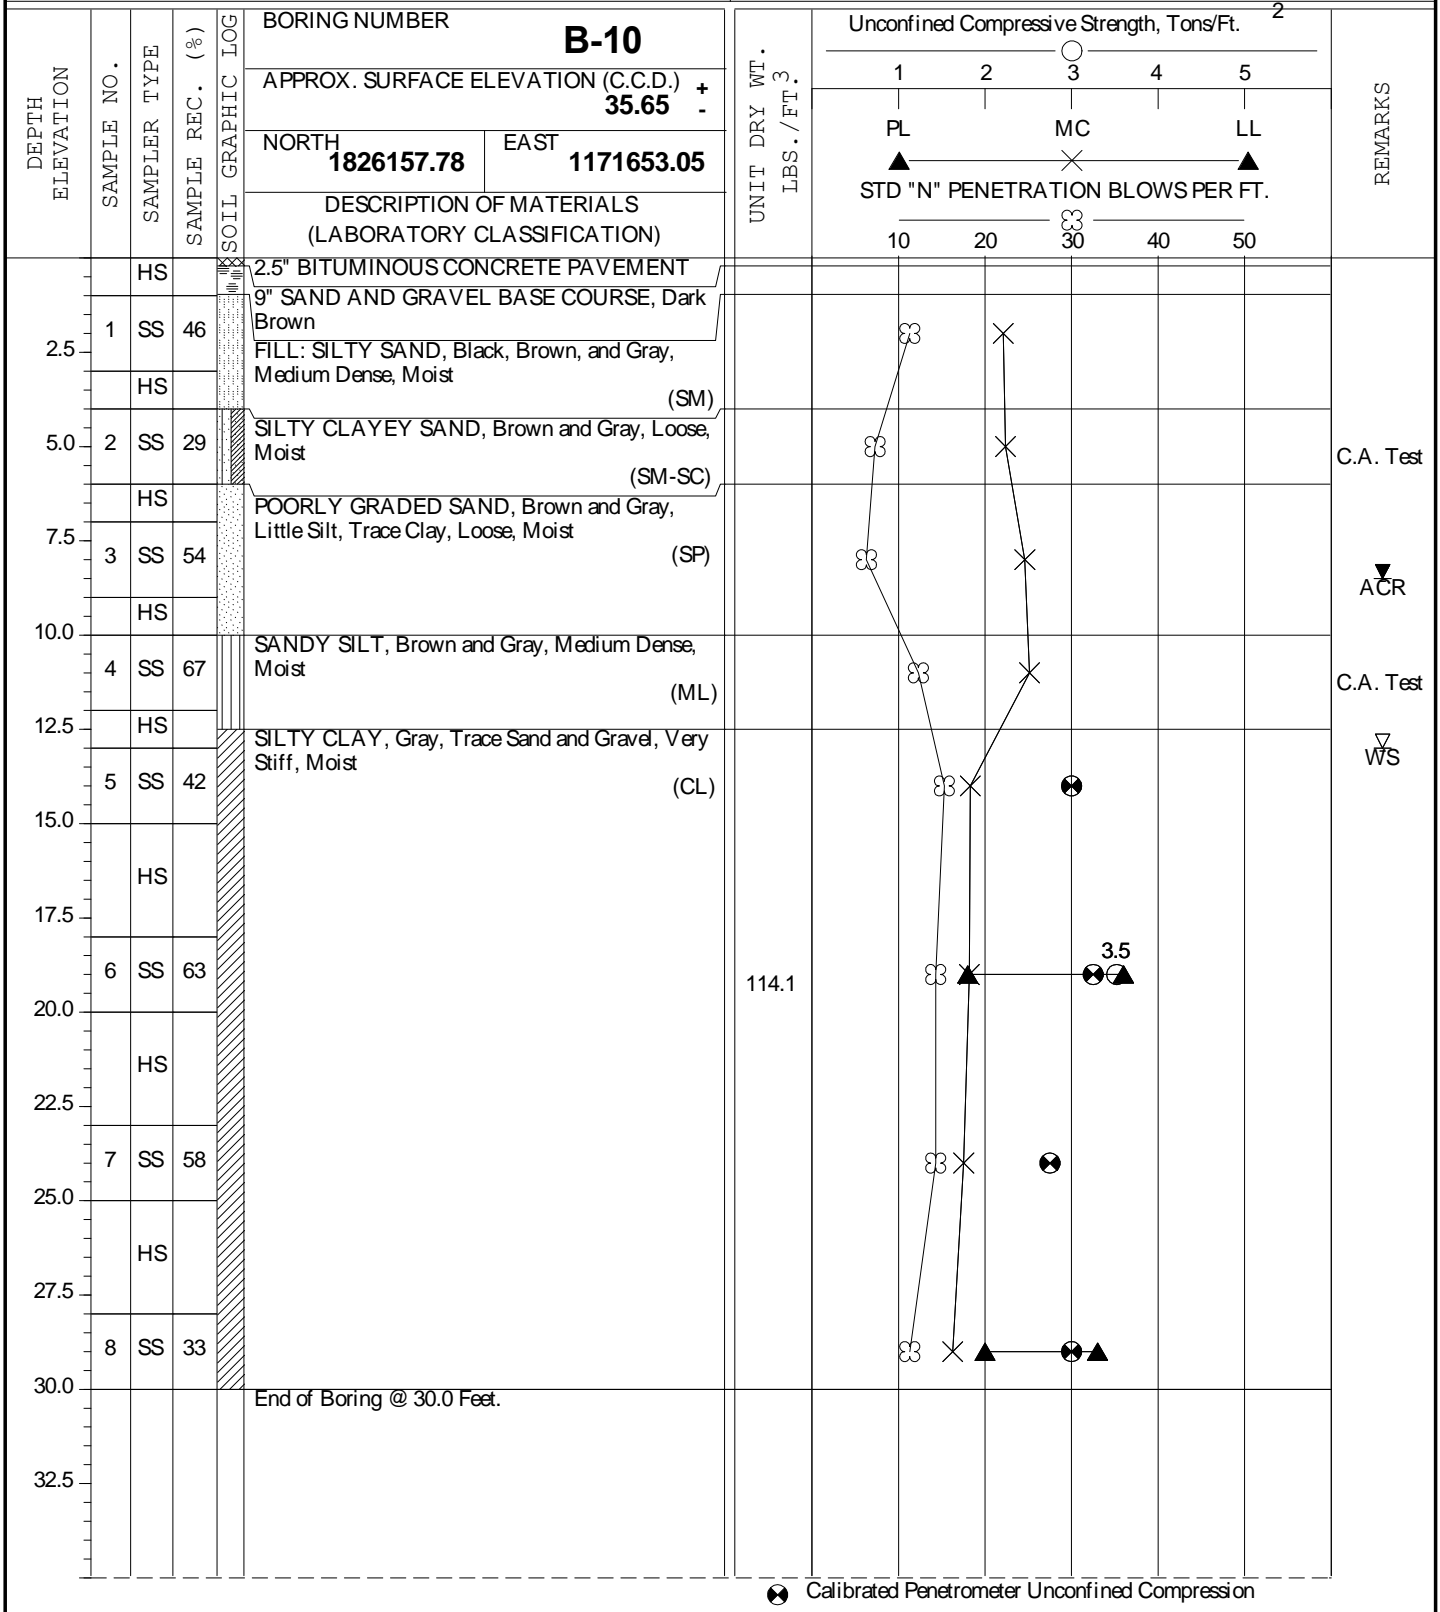 DEPTH
ELEVATION
SAMPLE NO.
SAMPLER TYPE
SAMPLE REC. (%)
SOIL GRAPHIC LOG
BORING NUMBER
B-10
APPROX. SURFACE ELEVATION (C.C.D.) +
35.65 -
NORTH
1826157.78
EAST
1171653.05
DESCRIPTION OF MATERIALS
(LABORATORY CLASSIFICATION)
UNIT DRY WT.
LBS./FT.3
Unconfined Compressive Strength, Tons/Ft. 2
1 2 3 4 5
PL MC LL
STD "N" PENETRATION BLOWS PER FT.
10 20 30 40 50
REMARKS
HS
2.5" BITUMINOUS CONCRETE PAVEMENT
9" SAND AND GRAVEL BASE COURSE, Dark
Brown
1 SS 46
2.5
FILL: SILTY SAND, Black, Brown, and Gray,
Medium Dense, Moist
HS
(SM)
SILTY CLAYEY SAND, Brown and Gray, Loose,
Moist
5.0 2 SS 29
C.A. Test
(SM-SC)
HS
POORLY GRADED SAND, Brown and Gray,
Little Silt, Trace Clay, Loose, Moist
7.5
3 SS 54
(SP)
ACR
HS
10.0
SANDY SILT, Brown and Gray, Medium Dense,
Moist
4 SS 67
(ML)
C.A. Test
12.5
HS
SILTY CLAY, Gray, Trace Sand and Gravel, Very
Stiff, Moist
WS
5 SS 42
(CL)
15.0
HS
17.5
3.5
6 SS 63
114.1
20.0
HS
22.5
7 SS 58
25.0
HS
27.5
8 SS 33
30.0
End of Boring @ 30.0 Feet.
32.5
Calibrated Penetrometer Unconfined Compression